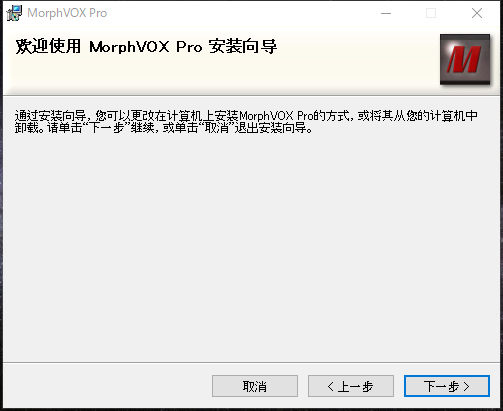 MorphVOX Pro
欢迎使用 MorphVOX Pro 安装向导
M
通过安装向导, 您可以更改在计算机上安装MorphVOX Pro的方式, 或将其从您的计算机中
卸载。请单击“下一步”继续, 或单击“取消”退出安装向导。
取消 < 上一步 下一步 >